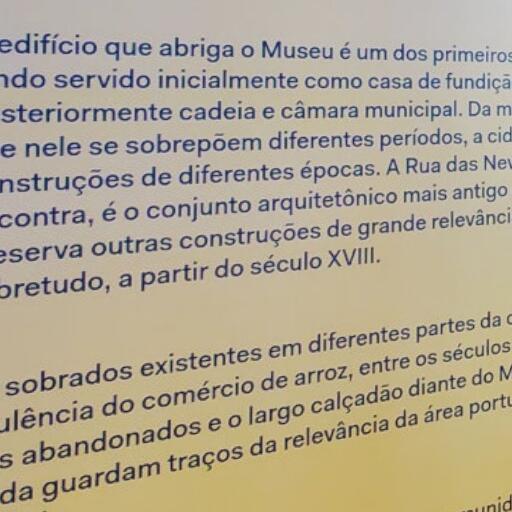 edifício que abriga o Museu é um dos primeiros
ndo servido inicialmente como casa de fundiçã
steriormente cadeia e câmara municipal. Da m
e nele se sobrepõem diferentes períodos, a cid
nstruções de diferentes épocas. A Rua das Nev
contra, é o conjunto arquitetônico mais antigo
eserva outras construções de grande relevânci
bretudo, a partir do século XVIII.
sobrados existentes em diferentes partes da c
ulência do comércio de arroz, entre os séculos
s abandonados e o largo calçadão diante do M
da guardam traços da relevância da área portu
unid